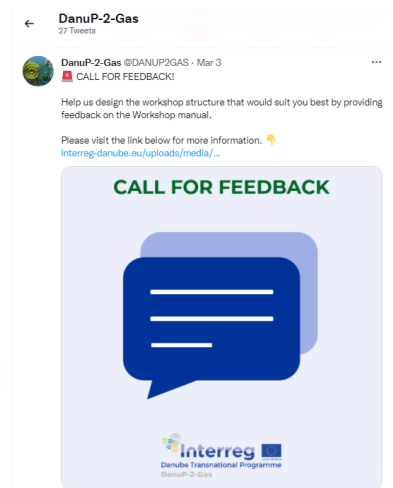 DanuP-2-Gas
27 Tweets
DanuP-2-Gas @DANUP2GAS · Mar 3
🚨 CALL FOR FEEDBACK!
Help us design the workshop structure that would suit you best by providing
feedback on the Workshop manual.
Please visit the link below for more information. 👇
interreg-danube.eu/uploads/media/...
CALL FOR FEEDBACK
Interreg
Danube Transnational Programme
DanuP-2-Gas